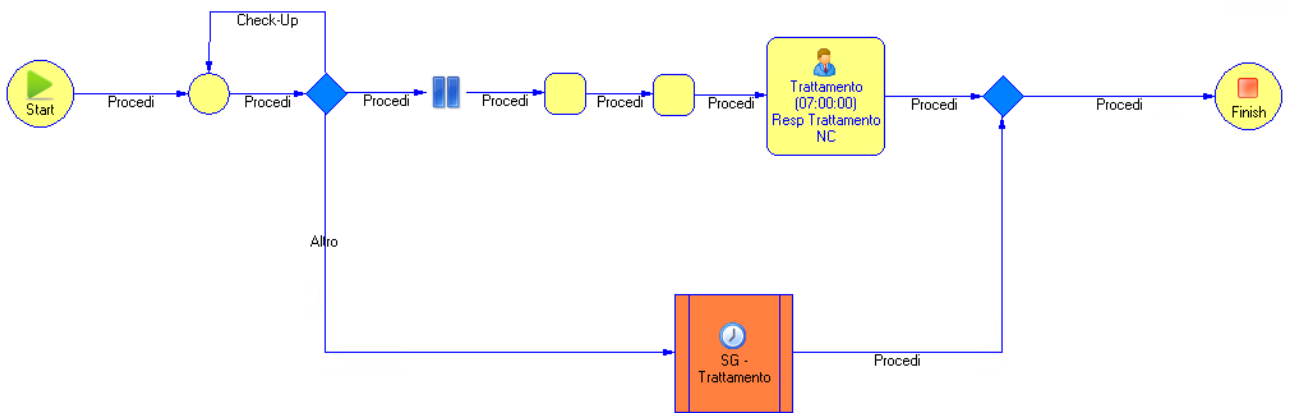 Check-Up
Start
Procedi
Procedi
Procedi
Procedi
Procedi
Procedi
Trattamento
(07:00:00)
Resp Trattamento
NC
Procedi
Procedi
Finish
Altro
SG -
Trattamento
Procedi